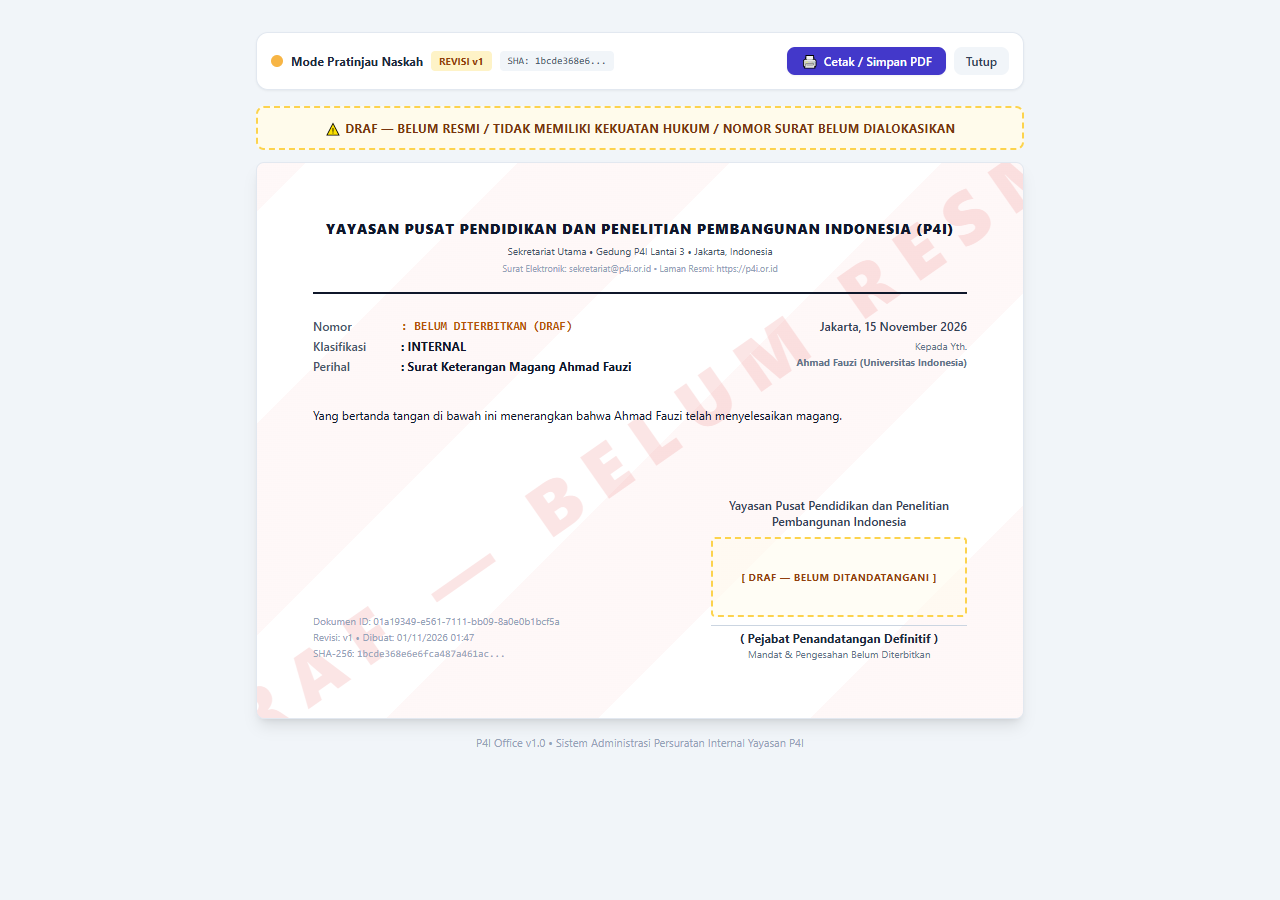 Mode Pratinjau Naskah REVISI v1 SHA: 1bcde368e6... Cetak / Simpan PDF Tutup
DRAF — BELUM RESMI / TIDAK MEMILIKI KEKUATAN HUKUM / NOMOR SURAT BELUM DIALOKASIKAN
YAYASAN PUSAT PENDIDIKAN DAN PENELITIAN PEMBANGUNAN INDONESIA (P4I)
Sekretariat Utama • Gedung P4I Lantai 3 • Jakarta, Indonesia
Surat Elektronik: sekretariat@p4i.or.id • Laman Resmi: https://p4i.or.id
Nomor : BELUM DITERBITKAN (DRAF)
Klasifikasi : INTERNAL
Perihal : Surat Keterangan Magang Ahmad Fauzi
Jakarta, 15 November 2026
Kepada Yth.
Ahmad Fauzi (Universitas Indonesia)
Yang bertanda tangan di bawah ini menerangkan bahwa Ahmad Fauzi telah menyelesaikan magang.
RAF — BELUM RESM
Yayasan Pusat Pendidikan dan Penelitian
Pembangunan Indonesia
[ DRAF — BELUM DITANDATANGANI ]
( Pejabat Penandatangan Definitif )
Mandat & Pengesahan Belum Diterbitkan
Dokumen ID: 01a19349-e561-7111-bb09-8a0e0b1bcf5a
Revisi: v1 • Dibuat: 01/11/2026 01:47
SHA-256: 1bcde368e6e6fca487a461ac...
P4I Office v1.0 • Sistem Administrasi Persuratan Internal Yayasan P4I